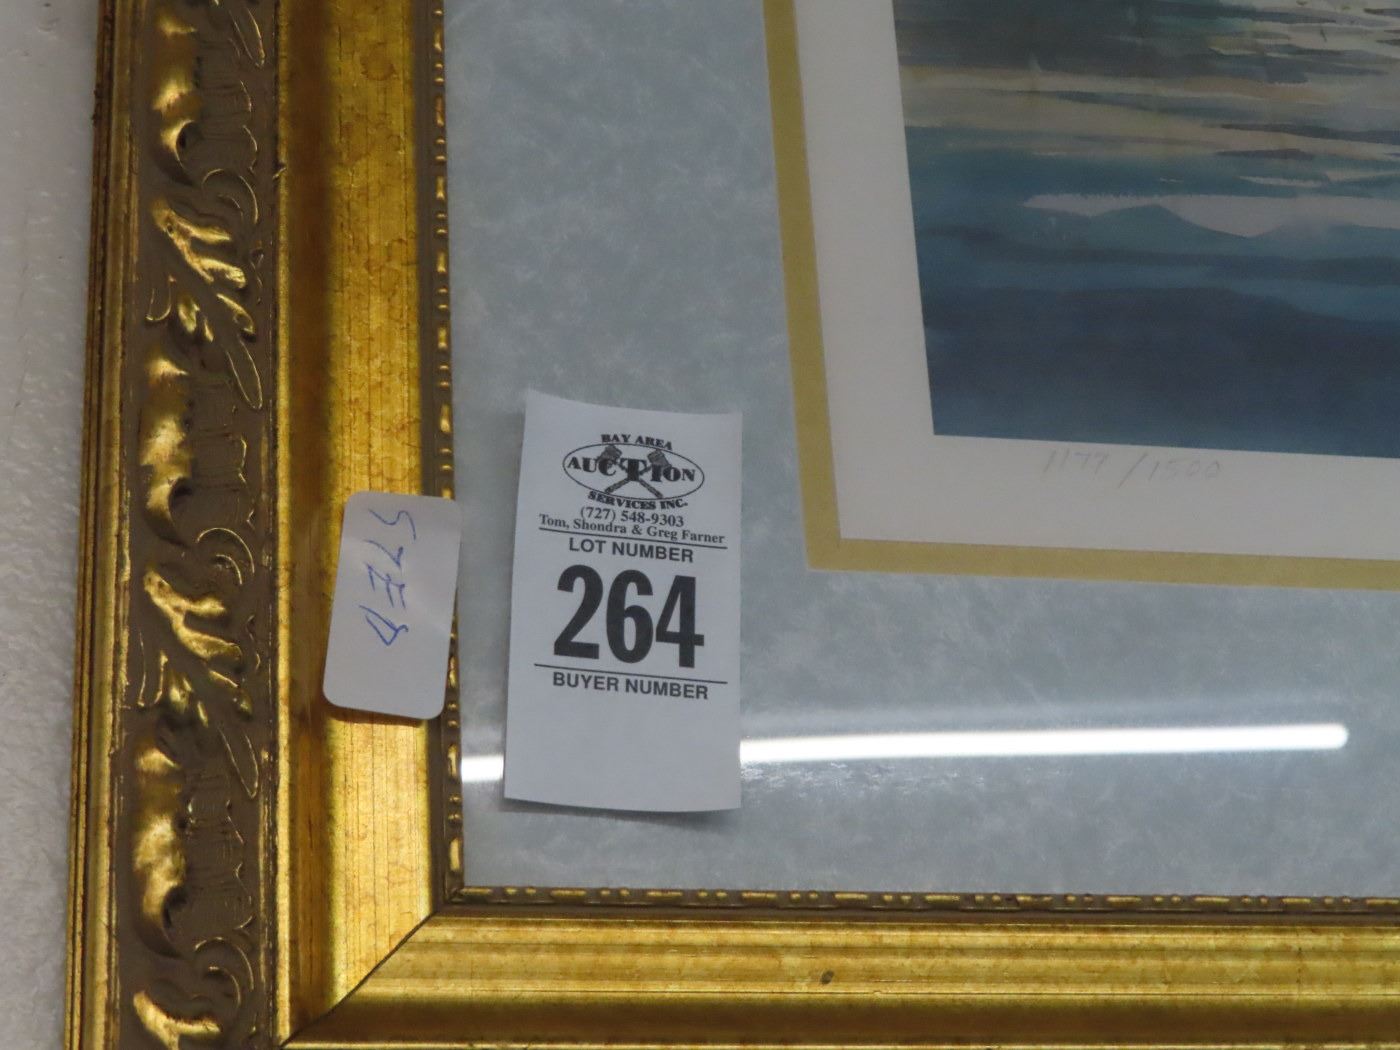 BAY AREA
AUCTION
SERVICES INC.
(727) 548-9303
Tom, Shondra & Greg Farner
LOT NUMBER
264
BUYER NUMBER
1177/1500